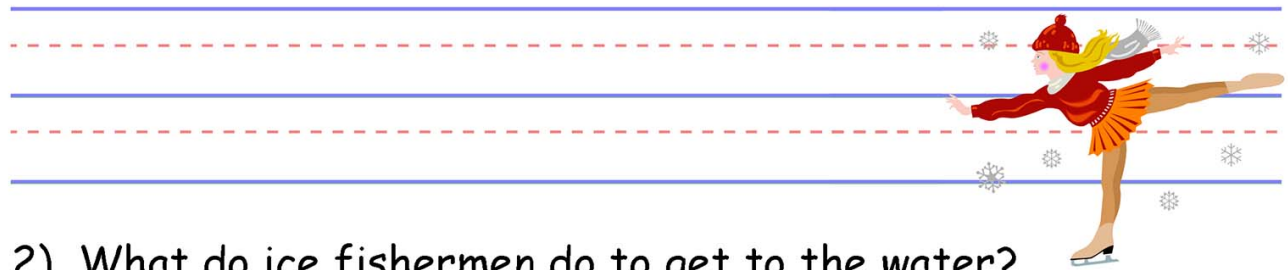 2) What do ice fishermen do to get to the water?